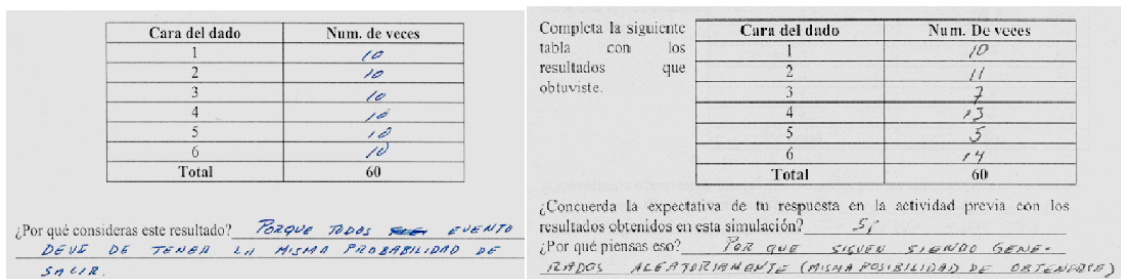 Cara del dado Num. de veces
1 10
2 10
3 10
4 10
5 10
6 10
Total 60
¿Por qué consideras este resultado? PORQUE TODOS EVENTO
DEVE DE TENER LA MISMA PROBABILIDAD DE
SALIR.
Completa la siguiente
tabla con los
resultados que
obtuviste.
Cara del dado Num. De veces
1 10
2 11
3 7
4 13
5 5
6 14
Total 60
¿Concuerda la expectativa de tu respuesta en la actividad previa con los
resultados obtenidos en esta simulación? Si
¿Por qué piensas eso? POR QUE SIGUEN SIENDO GENE-
RADOS ALEATORIAMENTE (MISMA POSIBILIDAD DE OBTENERSE)